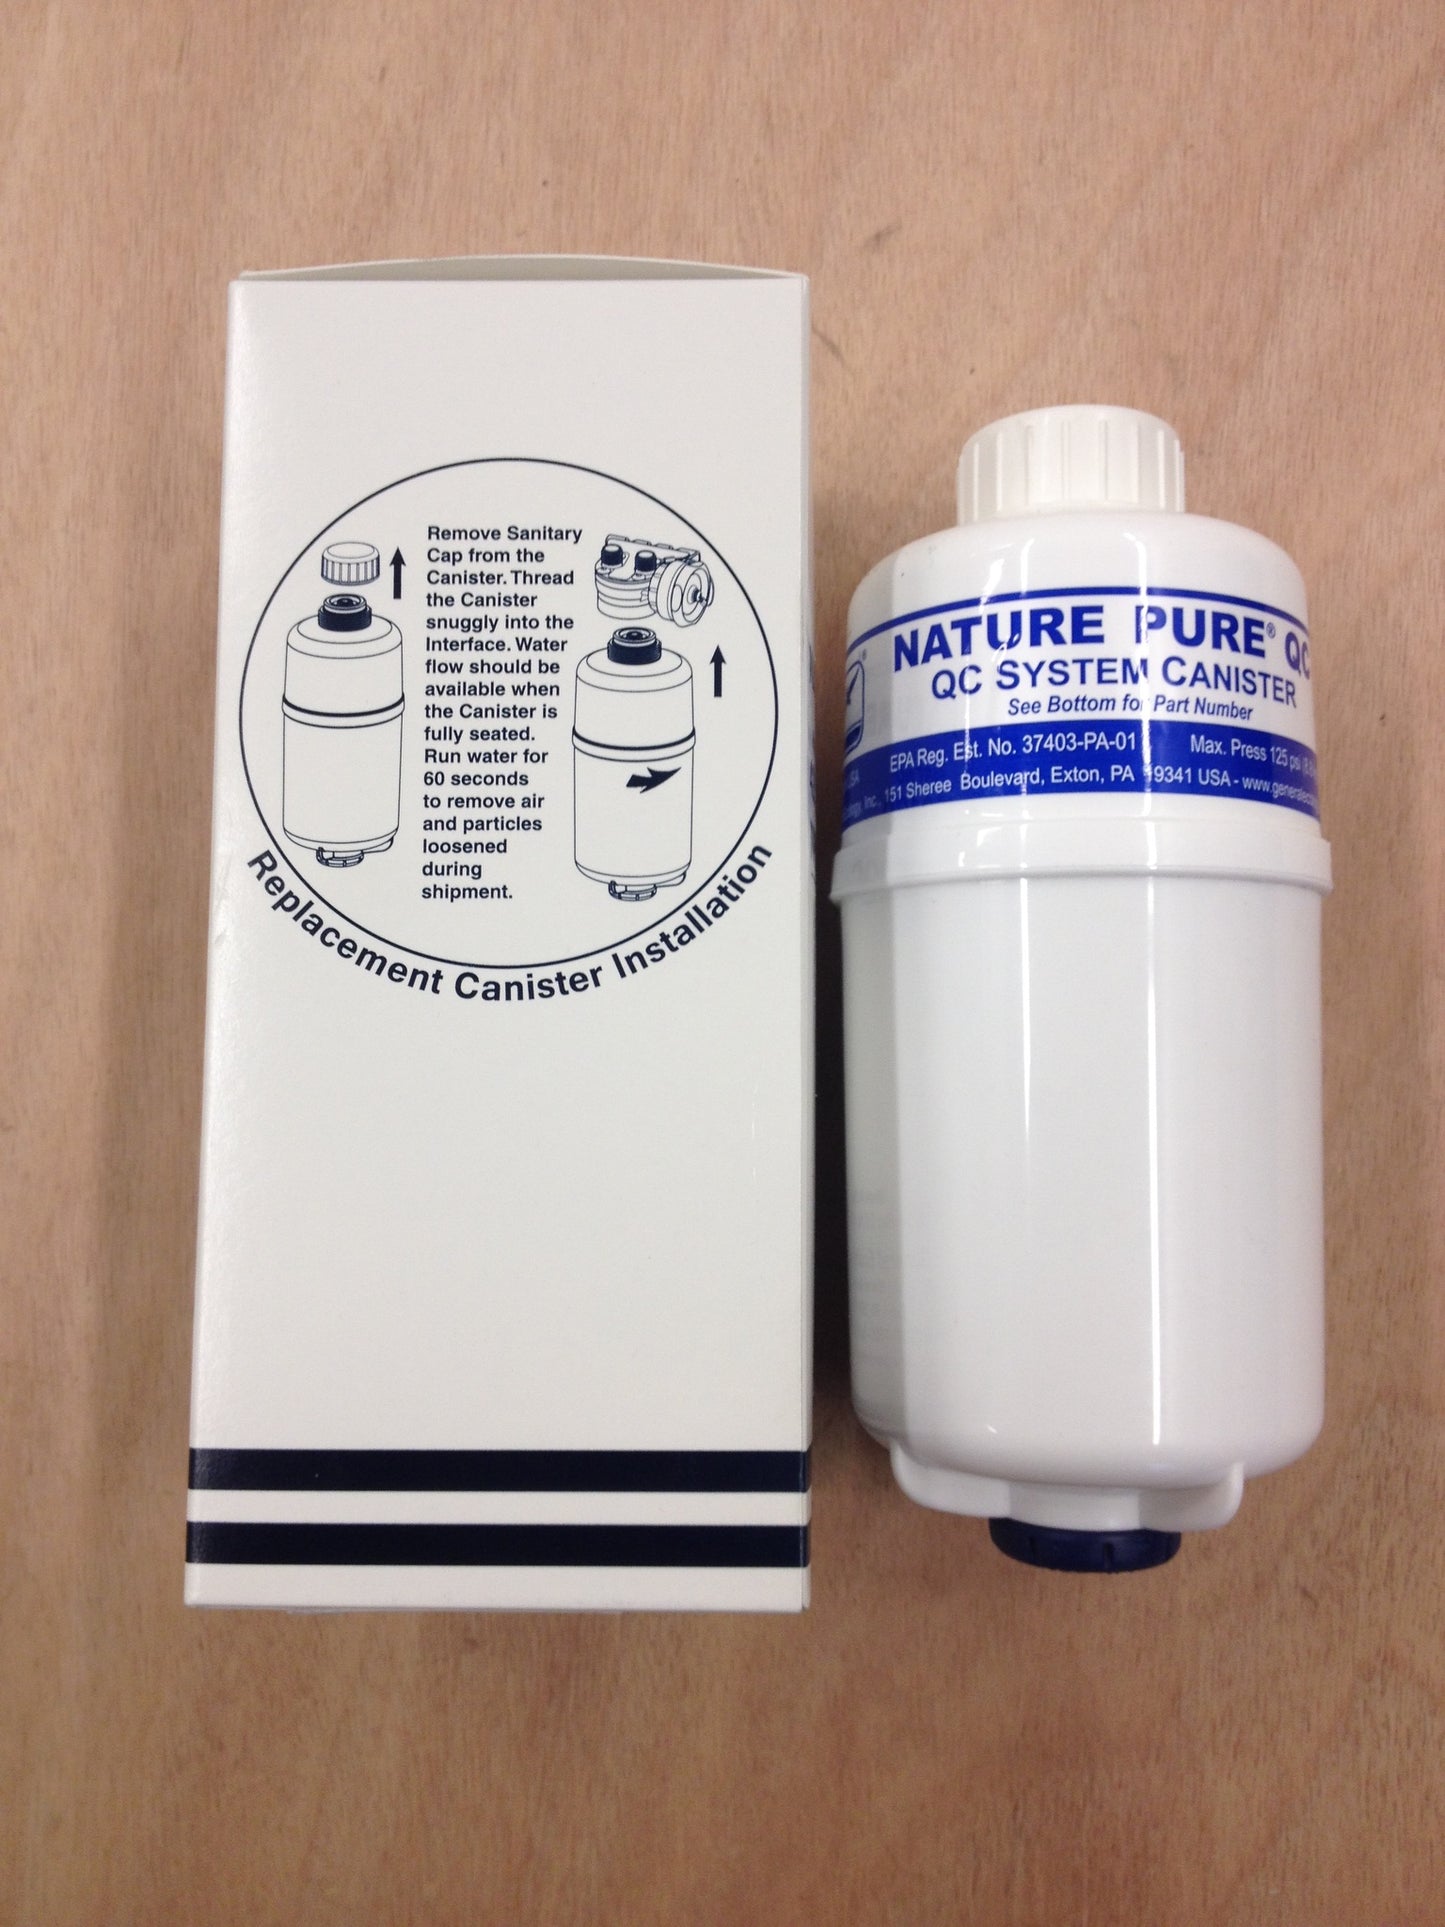 Remove Sanitary
Cap from the
Canister. Thread
the Canister
snuggly into the
Interface. Water
flow should be
available when
the Canister is
fully seated.
Run water for
60 seconds
to remove air
and particles
loosened
during
shipment.
Replacement Canister Installation
NATURE PURE® QC
QC SYSTEM CANISTER
See Bottom for Part Number
EPA Reg. Est. No. 37403-PA-01 Max. Press 125 psi
Inc., 151 Sheree Boulevard, Exton, PA 19341 USA - www.generalec